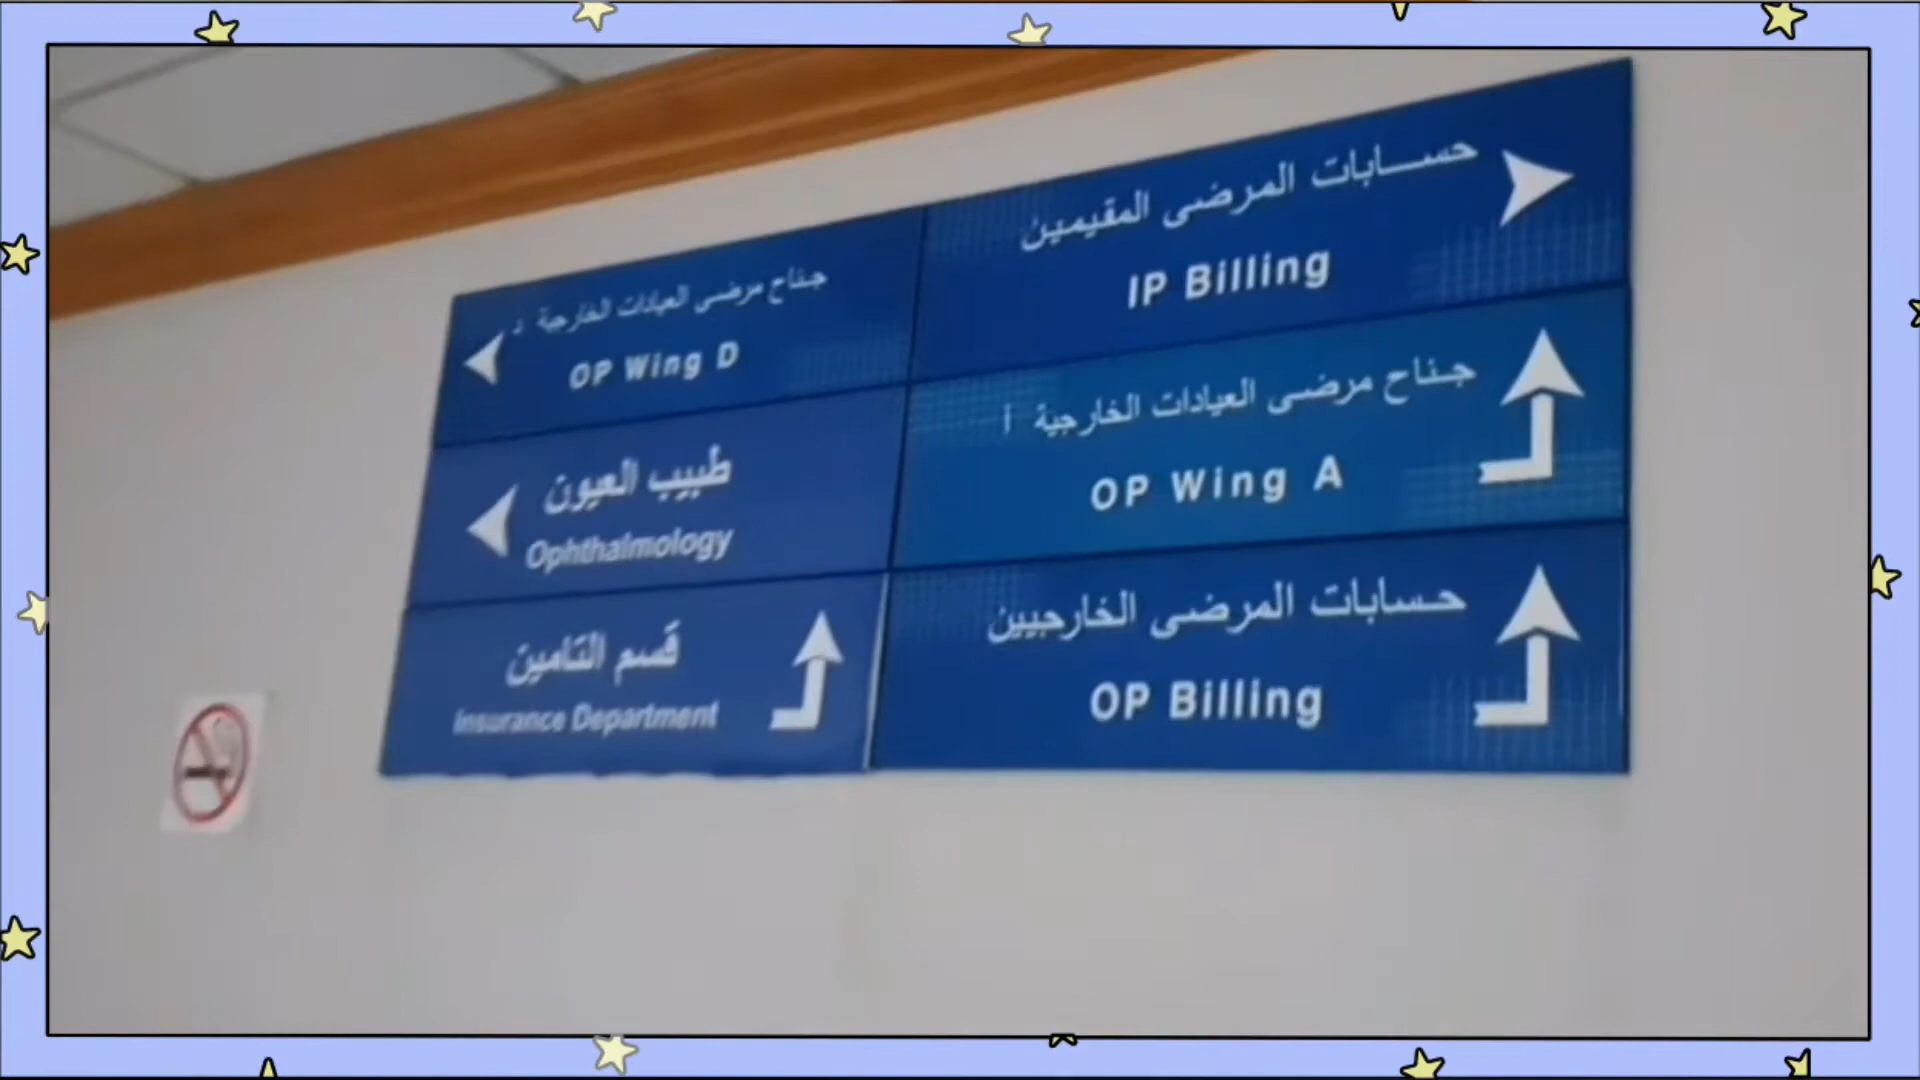 جناح مرضى العيادات الخارجية د
OP Wing D
طبيب العيون
Ophthalmology
قسم التامين
Insurance Department
حســابات المرضى المقيمين
IP Billing
جناح مرضى العيادات الخارجية أ
OP Wing A
حسابات المرضى الخارجيين
OP Billing